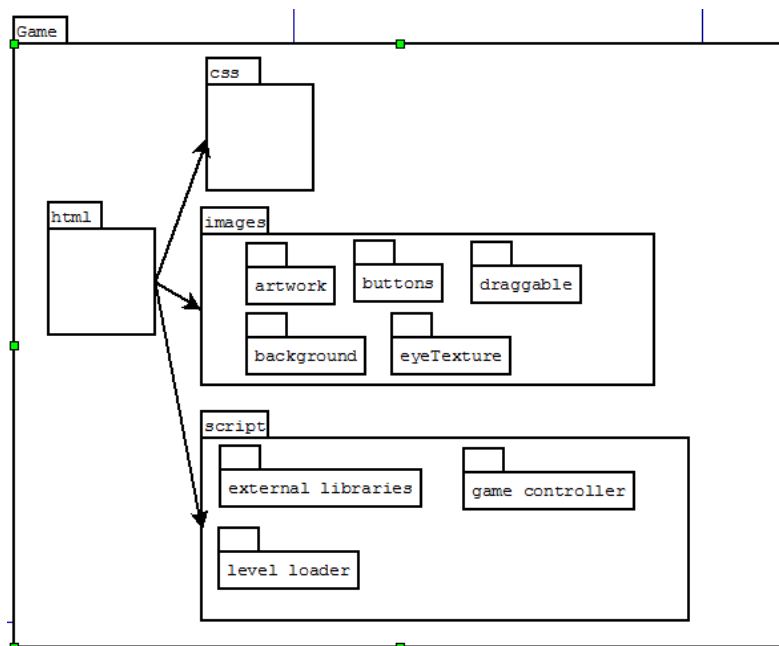 Game
css
html
images
artwork
buttons
draggable
background
eyeTexture
script
external libraries
game controller
level loader